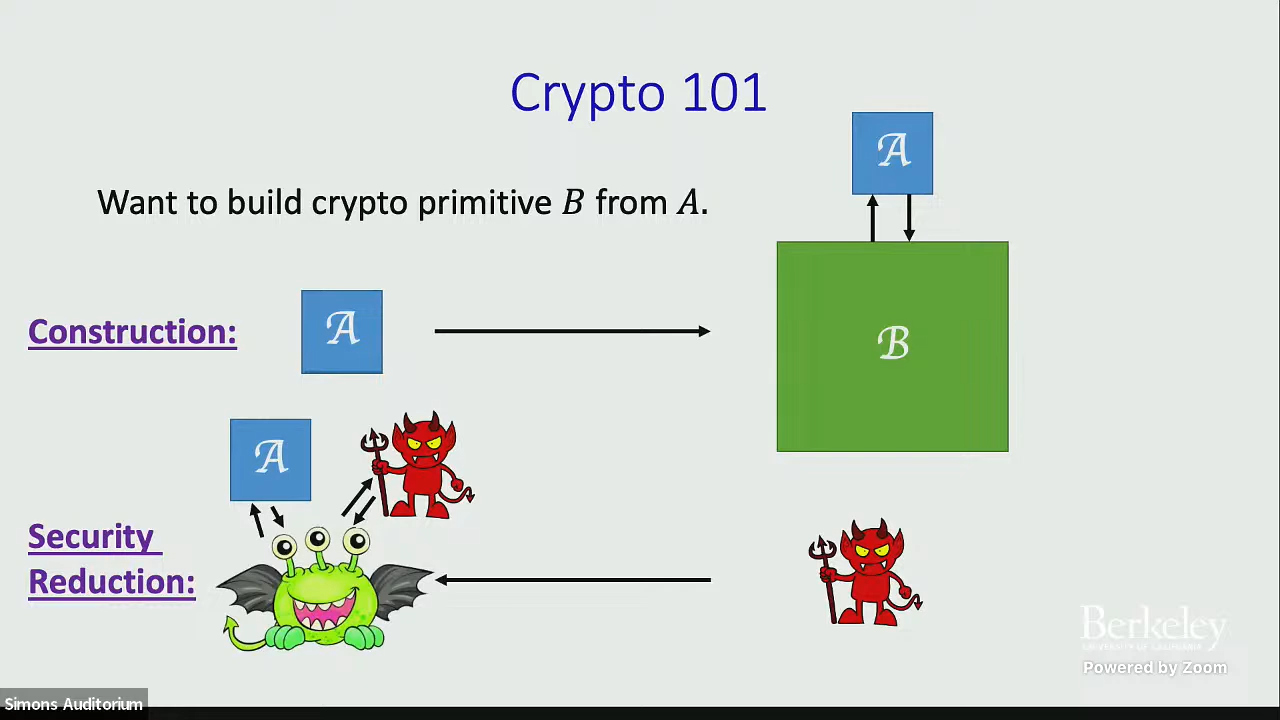 Crypto 101
𝒜
Want to build crypto primitive B from A.
Construction:
𝒜
ℬ
𝒜
Security
Reduction:
Berkeley
UNIVERSITY OF CALIFORNIA
Powered by Zoom
Simons Auditorium